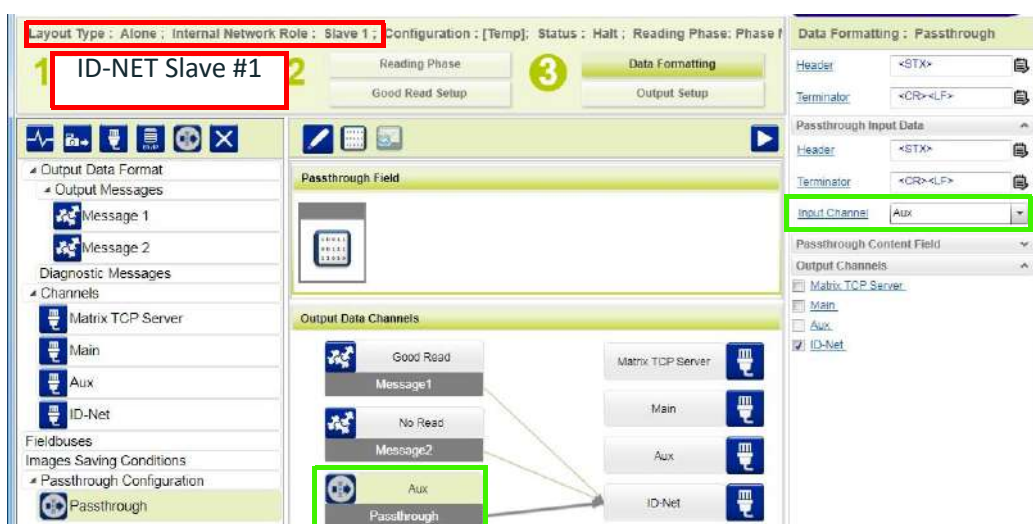 Layout Type : Alone ; Internal Network Role : Slave 1 ; Configuration : [Temp]; Status : Halt ; Reading Phase: Phase
1 ID-NET Slave #1
2
Reading Phase
Good Read Setup
3
Data Formatting
Output Setup
Output Data Format
Output Messages
Message 1
Message 2
Diagnostic Messages
Channels
Matrix TCP Server
Main
Aux
ID-Net
Fieldbuses
Images Saving Conditions
Passthrough Configuration
Passthrough
Passthrough Field
Output Data Channels
Good Read
Message1
No Read
Message2
Aux
Passthrough
Matrix TCP Server
Main
Aux
ID-Net
Data Formatting : Passthrough
Header <STX>
Terminator <CR><LF>
Passthrough Input Data
Header <STX>
Terminator <CR><LF>
Input Channel Aux
Passthrough Content Field
Output Channels
Matrix TCP Server
Main
Aux
ID-Net